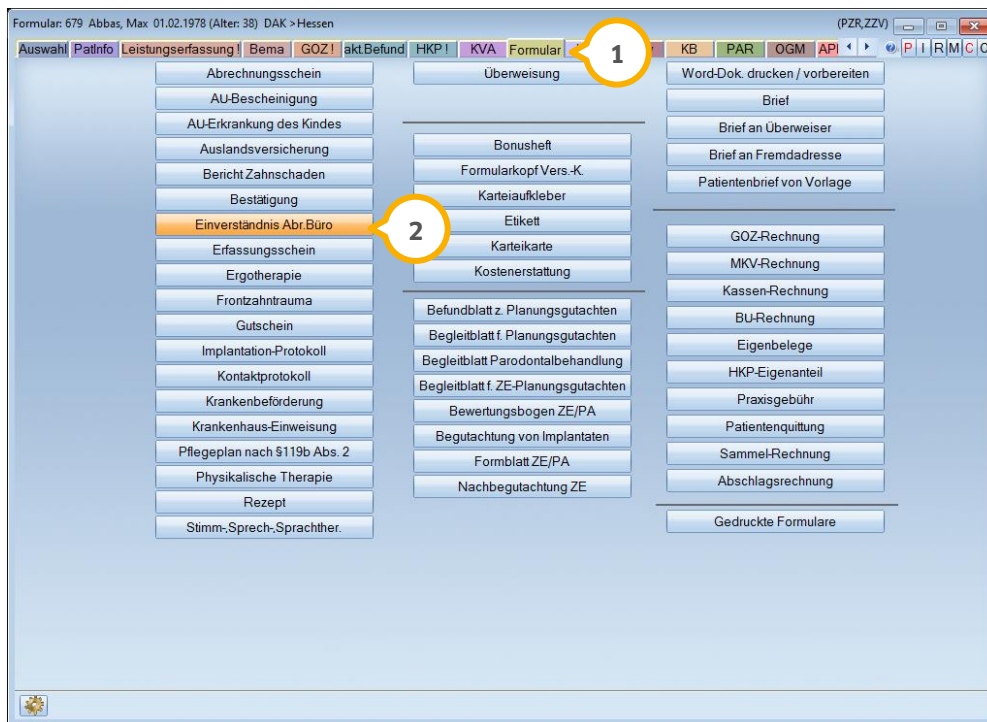 Formular: 679 Abbas, Max 01.02.1978 (Alter: 38) DAK > Hessen (PZR,ZZV)
Auswahl PatInfo Leistungserfassung ! Bema GOZ ! akt.Befund HKP ! KVA Formular 1 KB PAR OGM P I R M C
Abrechnungsschein
AU-Bescheinigung
AU-Erkrankung des Kindes
Auslandsversicherung
Bericht Zahnschaden
Bestätigung
Einverständnis Abr.Büro 2
Erfassungsschein
Ergotherapie
Frontzahntrauma
Gutschein
Implantation-Protokoll
Kontaktprotokoll
Krankenbeförderung
Krankenhaus-Einweisung
Pflegeplan nach §119b Abs. 2
Physikalische Therapie
Rezept
Stimm-,Sprech-,Sprachther.
Überweisung
Bonusheft
Formularkopf Vers.-K.
Karteiaufkleber
Etikett
Karteikarte
Kostenerstattung
Befundblatt z. Planungsgutachten
Begleitblatt f. Planungsgutachten
Begleitblatt Parodontalbehandlung
Begleitblatt f. ZE-Planungsgutachten
Bewertungsbogen ZE/PA
Begutachtung von Implantaten
Formblatt ZE/PA
Nachbegutachtung ZE
Word-Dok. drucken / vorbereiten
Brief
Brief an Überweiser
Brief an Fremdadresse
Patientenbrief von Vorlage
GOZ-Rechnung
MKV-Rechnung
Kassen-Rechnung
BU-Rechnung
Eigenbelege
HKP-Eigenanteil
Praxisgebühr
Patientenquittung
Sammel-Rechnung
Abschlagsrechnung
Gedruckte Formulare